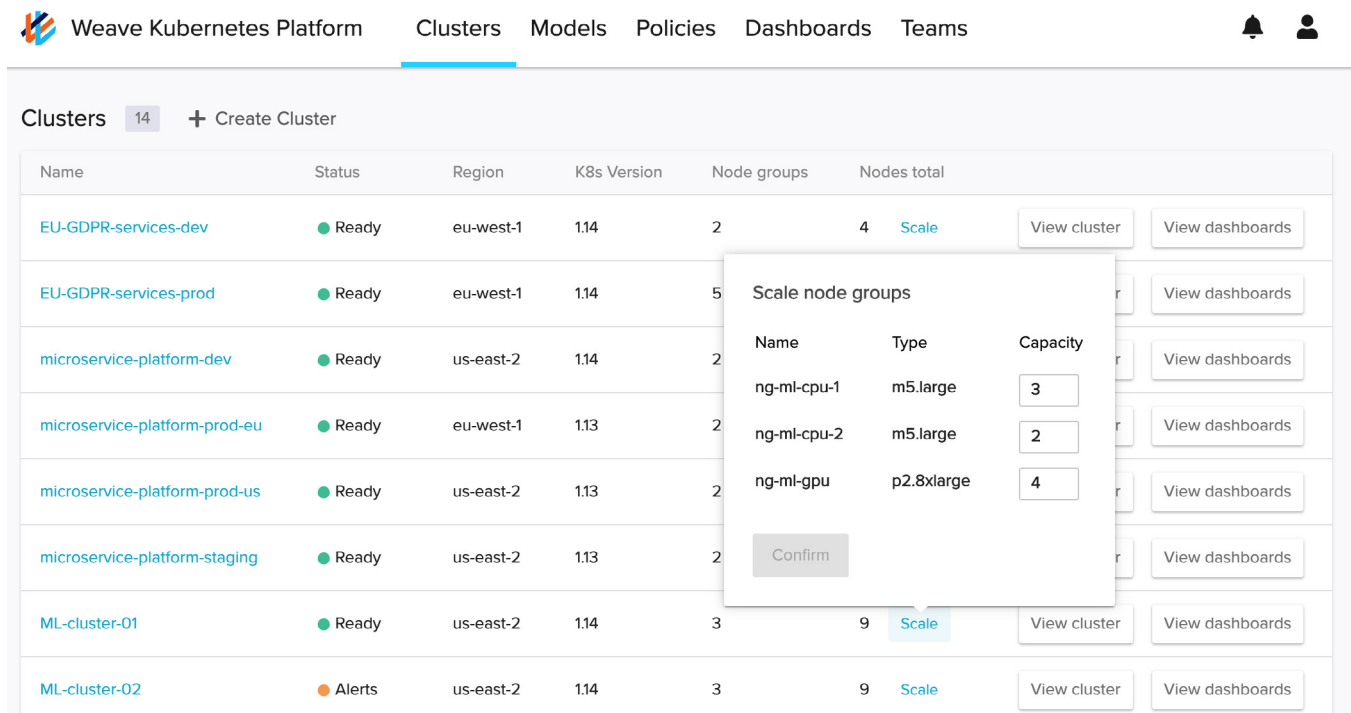 Weave Kubernetes Platform Clusters Models Policies Dashboards Teams
Clusters 14 + Create Cluster
Name Status Region K8s Version Node groups Nodes total
EU-GDPR-services-dev Ready eu-west-1 1.14 2 4 Scale View cluster View dashboards
EU-GDPR-services-prod Ready eu-west-1 1.14 5 r View dashboards
microservice-platform-dev Ready us-east-2 1.14 2 r View dashboards
microservice-platform-prod-eu Ready eu-west-1 1.13 2 r View dashboards
microservice-platform-prod-us Ready us-east-2 1.13 2 r View dashboards
microservice-platform-staging Ready us-east-2 1.13 2 r View dashboards
Scale node groups
Name Type Capacity
ng-ml-cpu-1 m5.large 3
ng-ml-cpu-2 m5.large 2
ng-ml-gpu p2.8xlarge 4
Confirm
ML-cluster-01 Ready us-east-2 1.14 3 9 Scale View cluster View dashboards
ML-cluster-02 Alerts us-east-2 1.14 3 9 Scale View cluster View dashboards